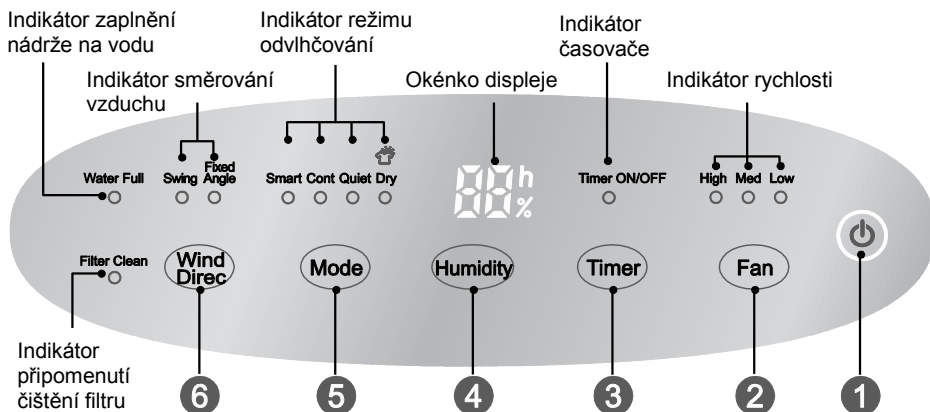 Indikátor zaplnění
nádrže na vodu
Indikátor režimu
odvlhčování
Indikátor
časovače
Indikátor směrování
vzduchu
Okénko displeje
Indikátor rychlosti
Water Full
Swing
Fixed
Angle
Smart Cont Quiet Dry
88h
%
Timer ON/OFF
High Med Low
Filter Clean
Wind
Direc
Mode
Humidity
Timer
Fan
Indikátor
připomenutí
čištění filtru
6
5
4
3
2
1